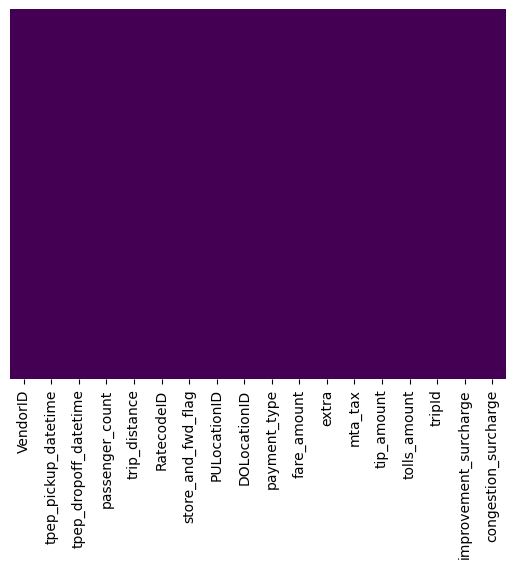 VendorID
tpep_pickup_datetime
tpep_dropoff_datetime
passenger_count
trip_distance
RatecodeID
store_and_fwd_flag
PULocationID
DOLocationID
payment_type
fare_amount
extra
mta_tax
tip_amount
tolls_amount
tripId
improvement_surcharge
congestion_surcharge